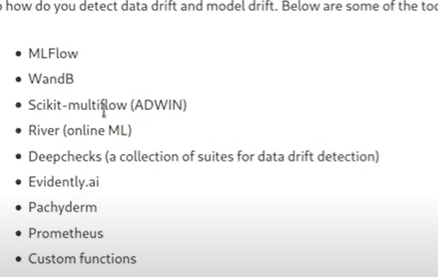 how do you detect data drift and model drift. Below are some of the
• MLFlow
• WandB
• Scikit-multiflow (ADWIN)
• River (online ML)
• Deepchecks (a collection of suites for data drift detection)
• Evidently.ai
• Pachyderm
• Prometheus
• Custom functions